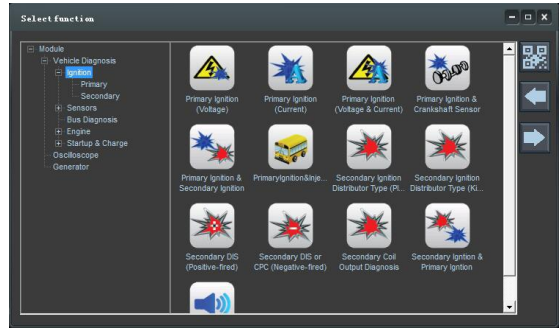 Select function
Module
Vehicle Diagnosis
Ignition
Primary
Secondary
Sensors
Bus Diagnosis
Engine
Startup & Charge
Oscilloscope
Generator
Primary Ignition
(Voltage)
Primary Ignition
(Current)
Primary Ignition
(Voltage & Current)
Primary Ignition &
Crankshaft Sensor
Primary Ignition &
Secondary Ignition
PrimaryIgnition&Inje...
Secondary Ignition
Distributor Type (Pl...
Secondary Ignition
Distributor Type (Ki...
Secondary DIS
(Positive-fired)
Secondary DIS or
CPC (Negative-fired)
Secondary Coil
Output Diagnosis
Secondary Igntion &
Primary Igntion